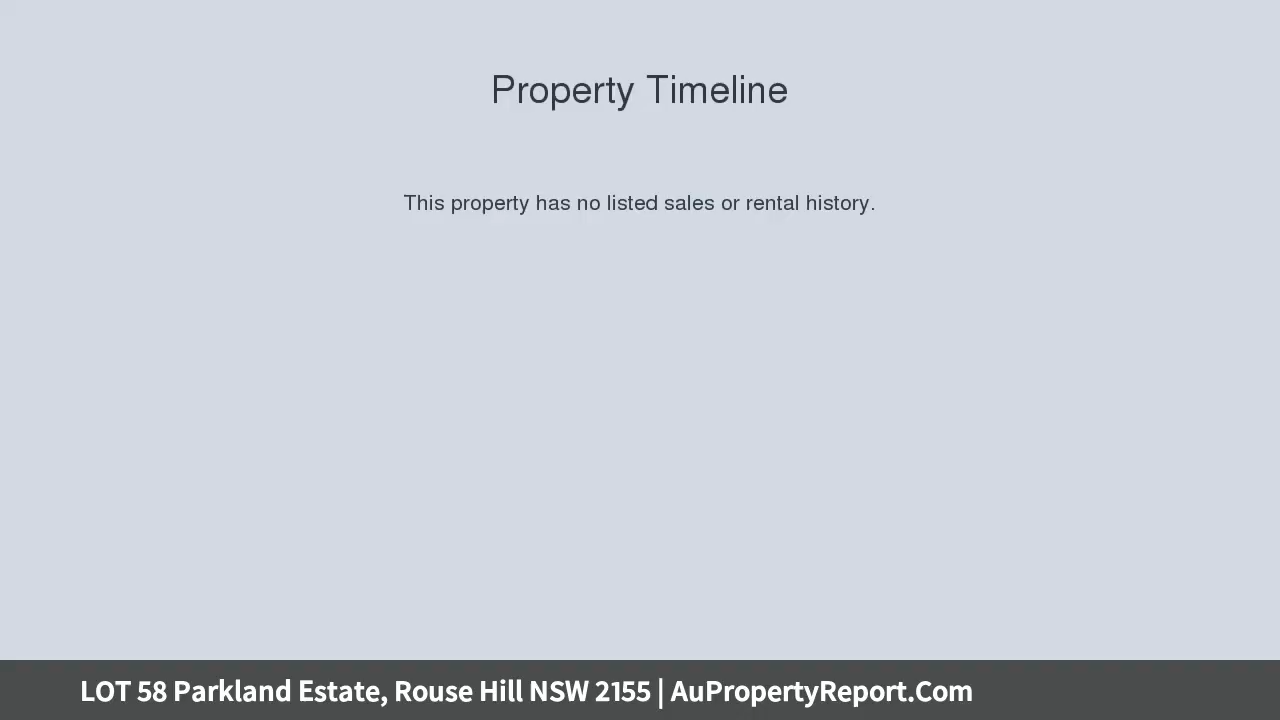 Property Timeline
This property has no listed sales or rental history.
LOT 58 Parkland Estate, Rouse Hill NSW 2155 | AuPropertyReport.Com